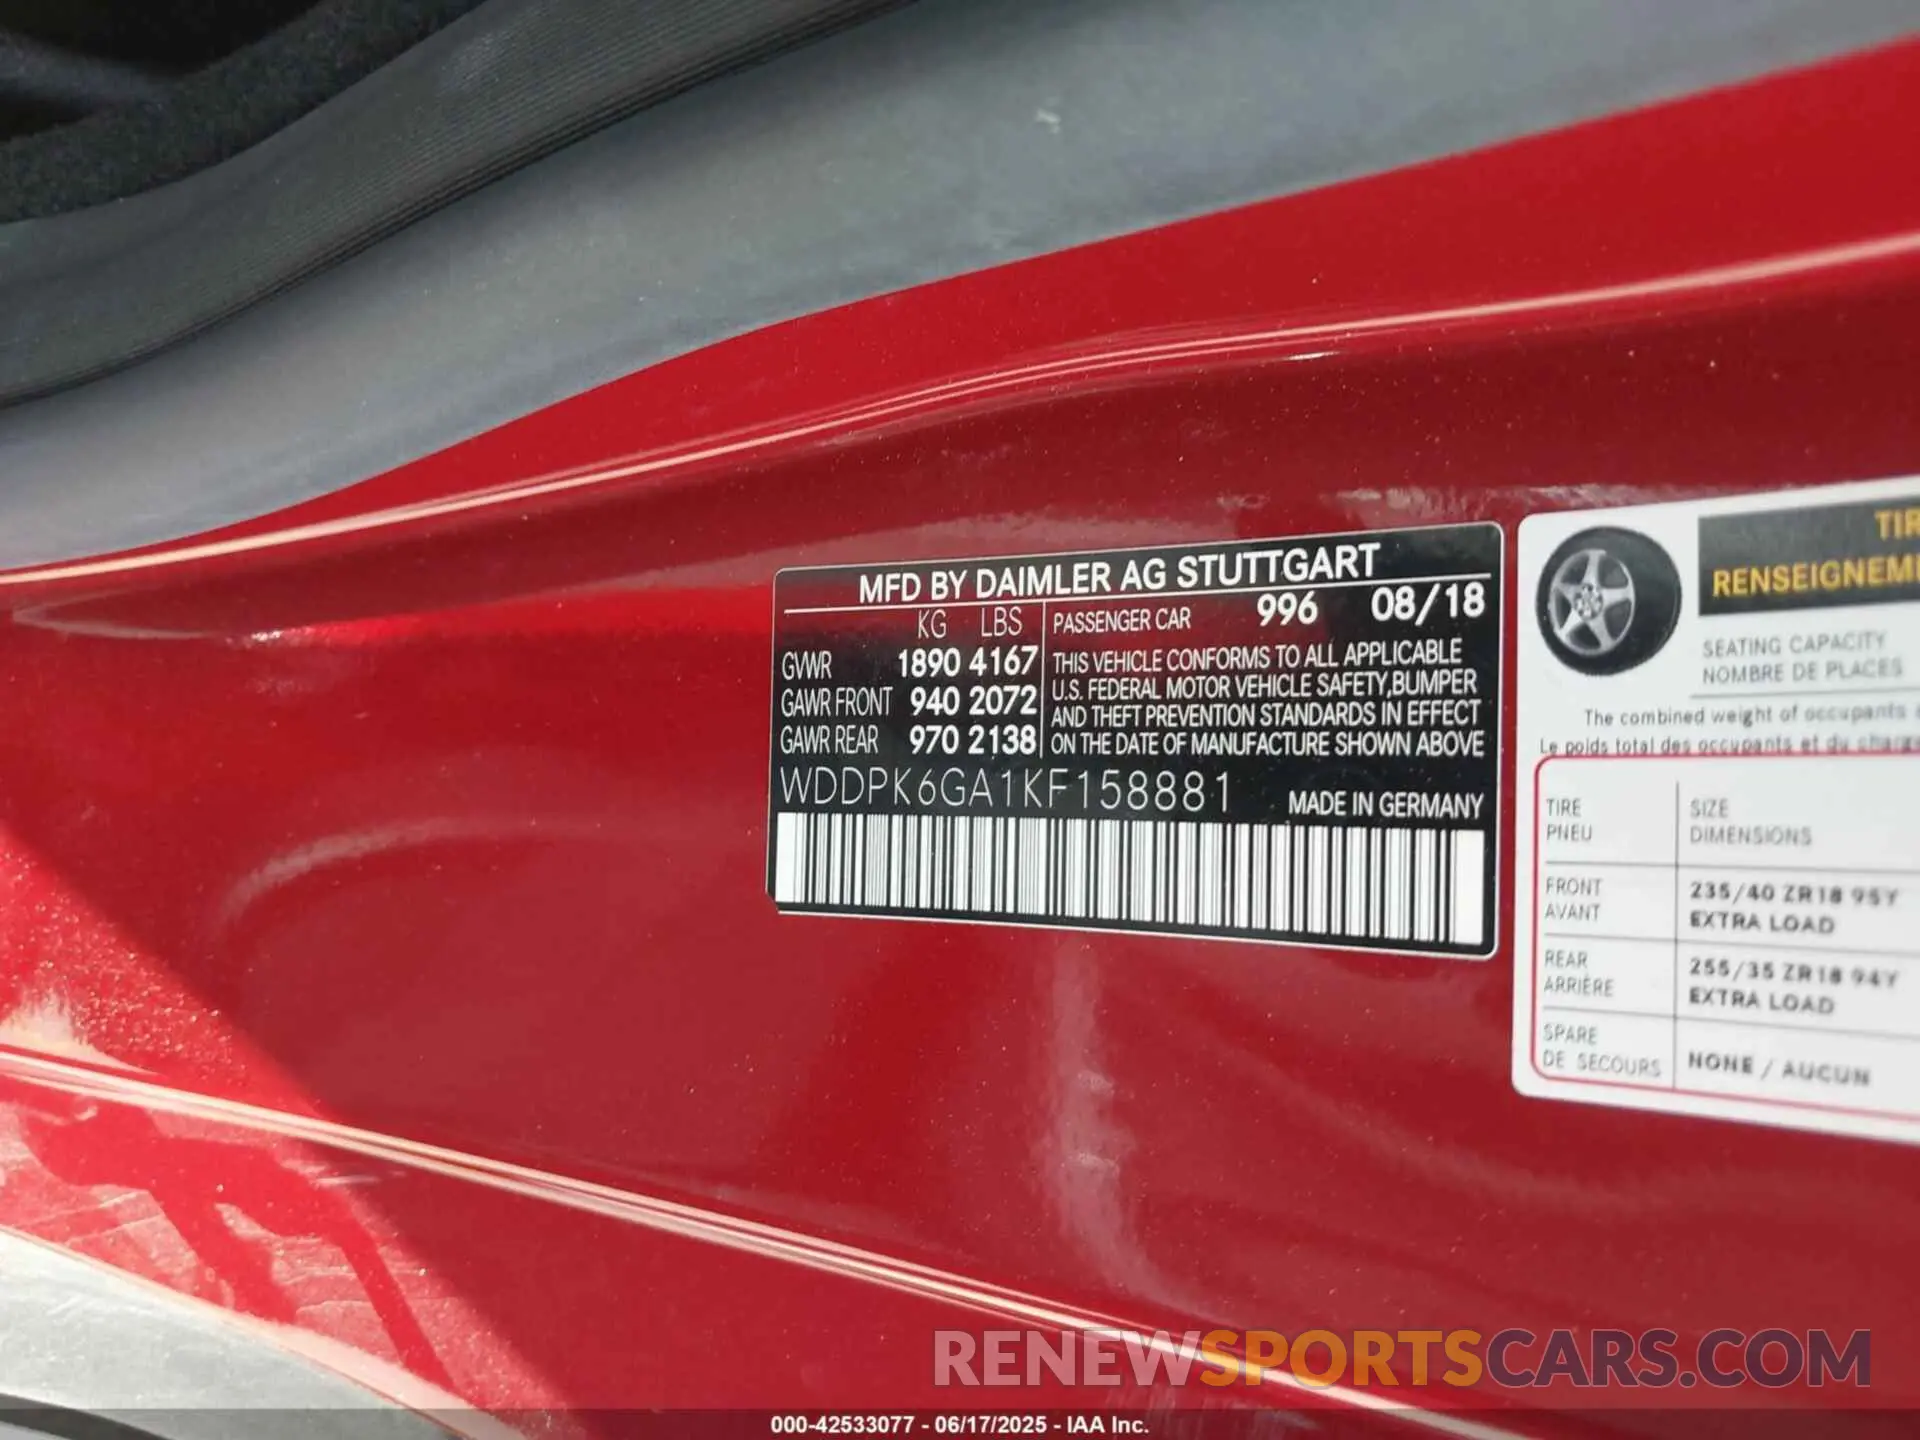 MFD BY DAIMLER AG STUTTGART
KG LBS
PASSENGER CAR 996 08/18
GVWR 1890 4167
GAWR FRONT 940 2072
GAWR REAR 970 2138
THIS VEHICLE CONFORMS TO ALL APPLICABLE
U.S. FEDERAL MOTOR VEHICLE SAFETY,BUMPER
AND THEFT PREVENTION STANDARDS IN EFFECT
ON THE DATE OF MANUFACTURE SHOWN ABOVE
WDDPK6GA1KF158881
MADE IN GERMANY
SEATING CAPACITY
NOMBRE DE PLACES
The combined weight of occupants
Le poids total des occupants et du
TIRE
PNEU
SIZE
DIMENSIONS
FRONT
AVANT
235/40 ZR18 95Y
EXTRA LOAD
REAR
ARRIÈRE
255/35 ZR18 94Y
EXTRA LOAD
SPARE
DE SECOURS
NONE / AUCUN
RENEWSPORTSCARS.COM
000-42533077 - 06/17/2025 - IAA Inc.